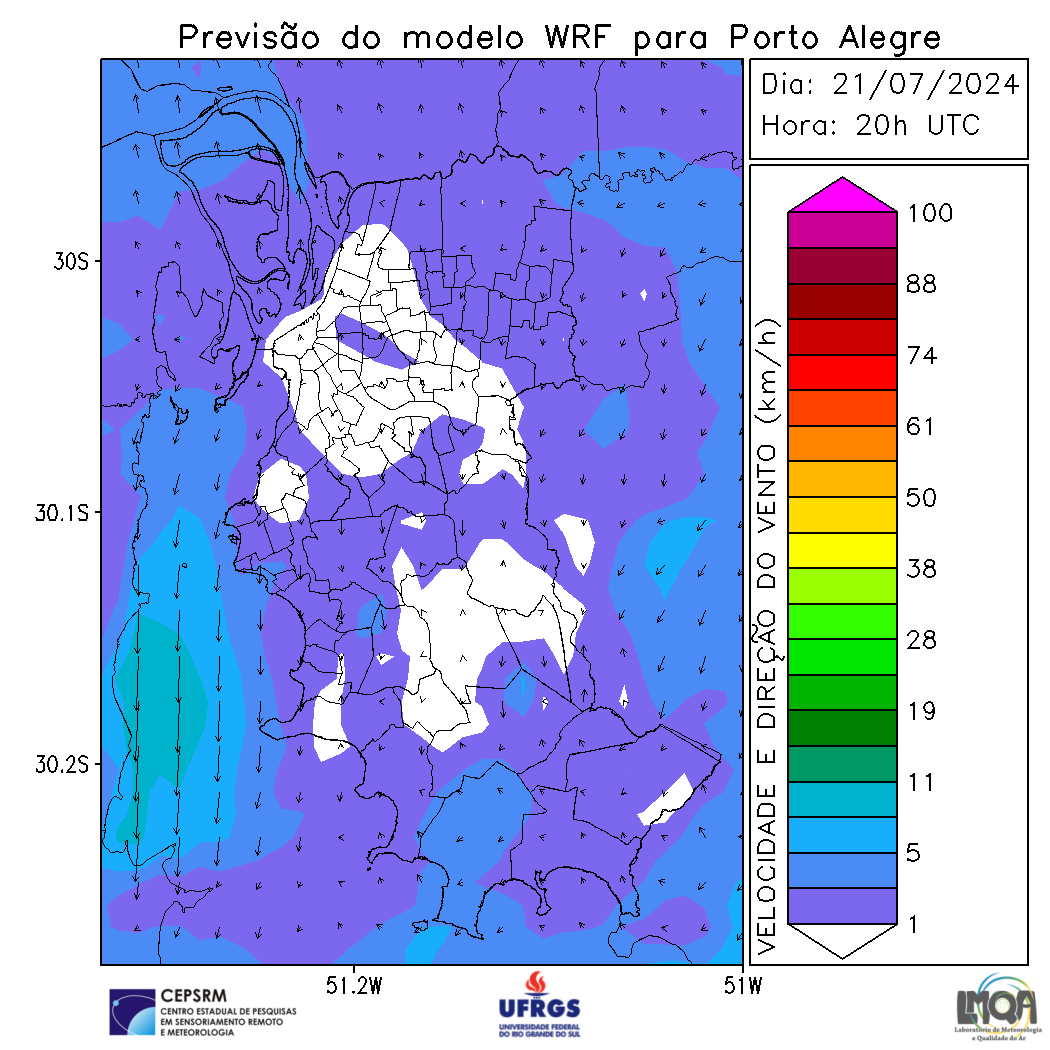 Previsão do modelo WRF para Porto Alegre
Dia: 21/07/2024
Hora: 20h UTC
30S
30.1S
30.2S
51.2W
51W
VELOCIDADE E DIREÇÃO DO VENTO (km/h)
100
88
74
61
50
38
28
19
11
5
1
CEPSRM
CENTRO ESTADUAL DE PESQUISAS
EM SENSORIAMENTO REMOTO
E METEOROLOGIA
UFRGS
UNIVERSIDADE FEDERAL
DO RIO GRANDE DO SUL
LMQA
Laboratório de Meteorologia
e Qualidade do Ar